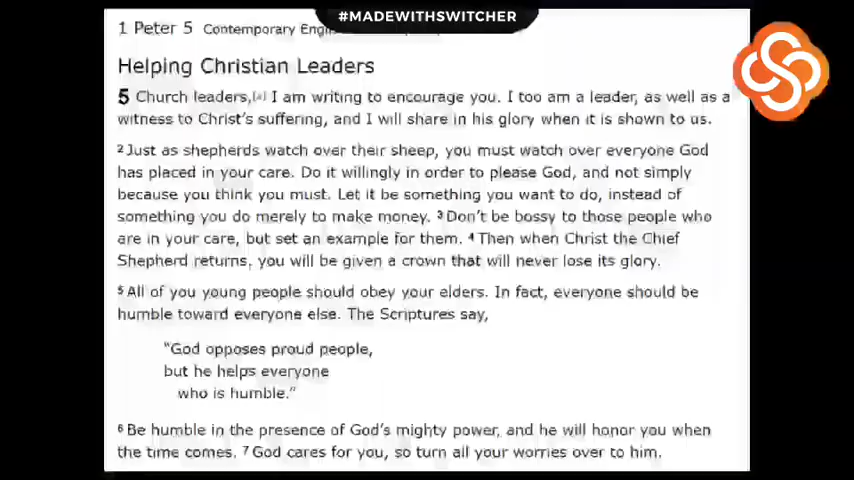 #MADEWITHSWITCHER
1 Peter 5 Contemporary
Helping Christian Leaders
5 Church leaders,[a] I am writing to encourage you. I too am a leader, as well as a
witness to Christ's suffering, and I will share in his glory when it is shown to us.
2 Just as shepherds watch over their sheep, you must watch over everyone God
has placed in your care. Do it willingly in order to please God, and not simply
because you think you must. Let it be something you want to do, instead of
something you do merely to make money. 3 Don't be bossy to those people who
are in your care, but set an example for them. 4 Then when Christ the Chief
Shepherd returns, you will be given a crown that will never lose its glory.
5 All of you young people should obey your elders. In fact, everyone should be
humble toward everyone else. The Scriptures say,
"God opposes proud people,
but he helps everyone
who is humble."
6 Be humble in the presence of God's mighty power, and he will honor you when
the time comes. 7 God cares for you, so turn all your worries over to him.